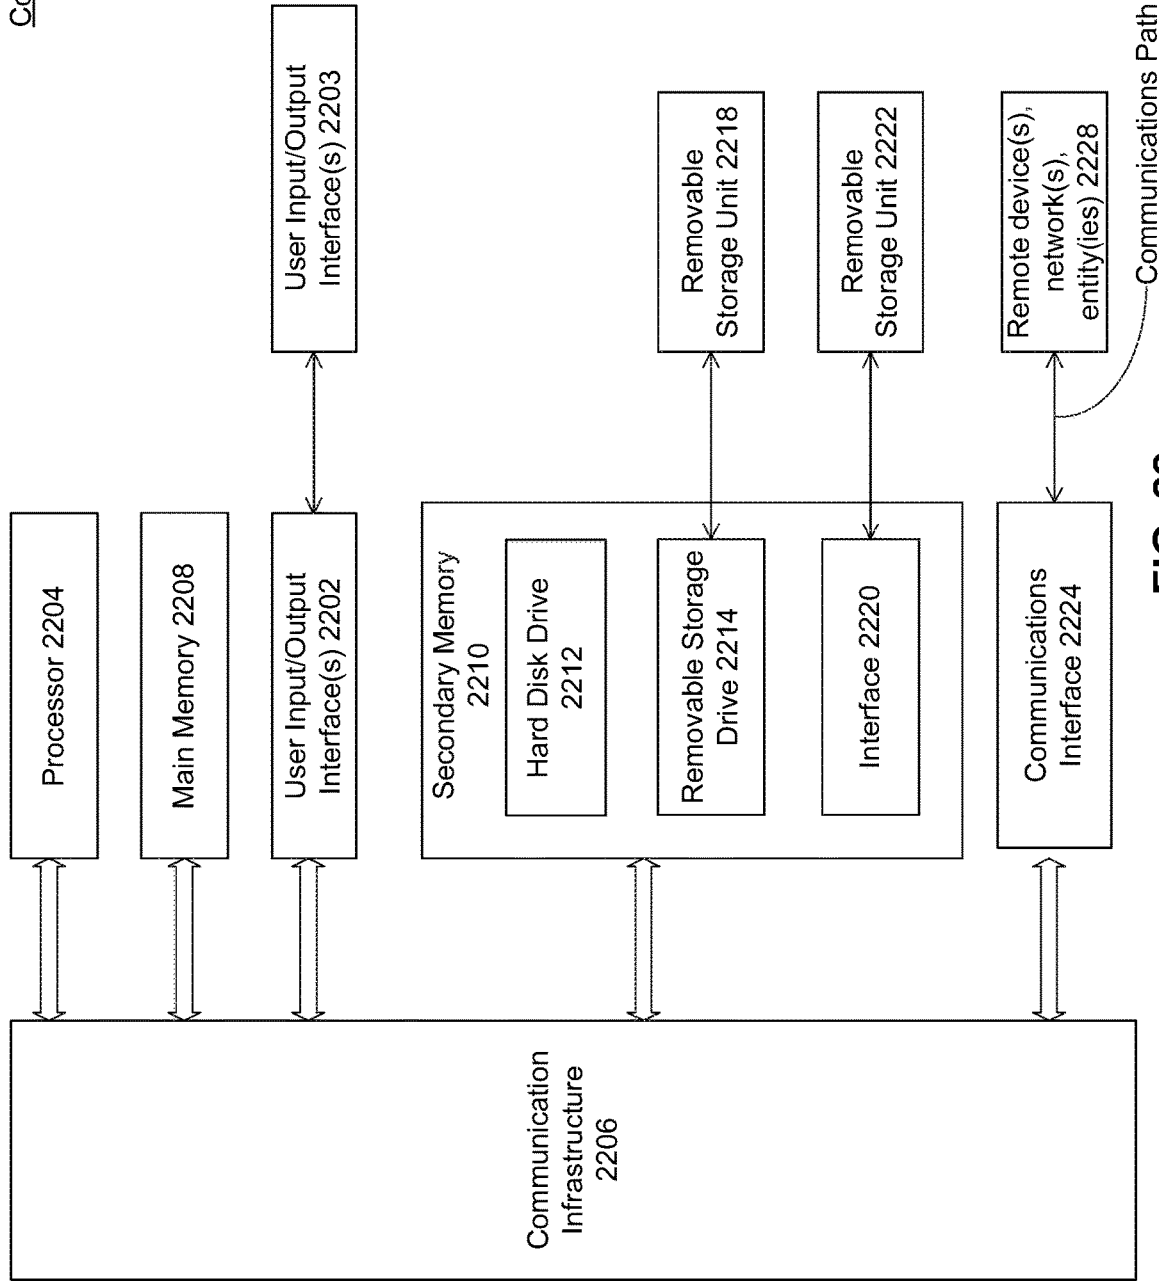 Processor 2204
Main Memory 2208
User Input/Output
Interface(s) 2202
User Input/Output
Interface(s) 2203
Communication
Infrastructure
2206
Secondary Memory
2210
Hard Disk Drive
2212
Removable Storage
Drive 2214
Removable
Storage Unit 2218
Interface 2220
Removable
Storage Unit 2222
Communications
Interface 2224
Remote device(s),
network(s),
entity(ies) 2228
Communications Path
FIG.